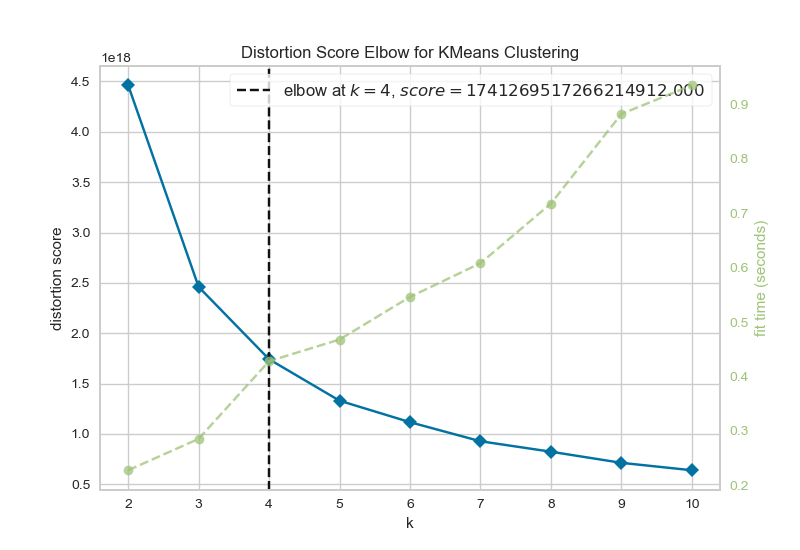 Distortion Score Elbow for KMeans Clustering
1e18
elbow at k = 4, score = 1741269517266214912.000
4.5
4.0
3.5
3.0
2.5
2.0
1.5
1.0
0.5
distortion score
0.9
0.8
0.7
0.6
0.5
0.4
0.3
0.2
fit time (seconds)
2 3 4 5 6 7 8 9 10
k